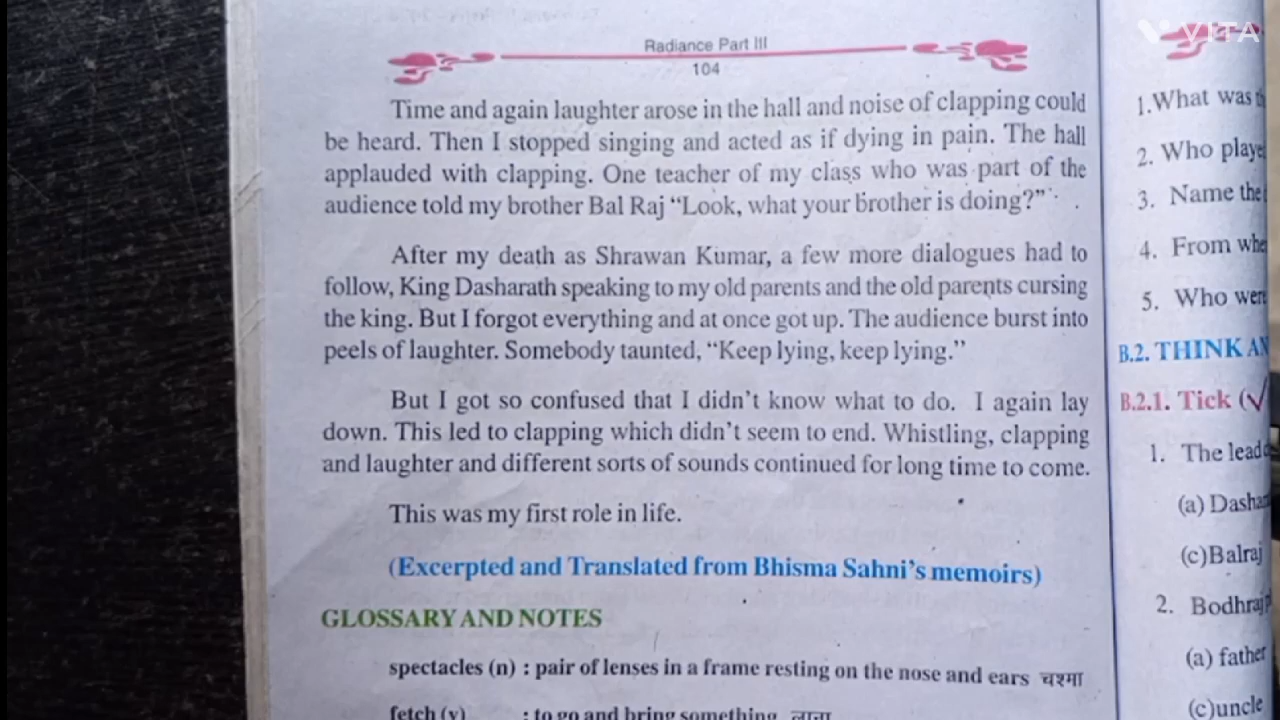 VITA
Radiance Part III
104
Time and again laughter arose in the hall and noise of clapping could
be heard. Then I stopped singing and acted as if dying in pain. The hall
applauded with clapping. One teacher of my class who was part of the
audience told my brother Bal Raj “Look, what your brother is doing?”
After my death as Shrawan Kumar, a few more dialogues had to
follow, King Dasharath speaking to my old parents and the old parents cursing
the king. But I forgot everything and at once got up. The audience burst into
peels of laughter. Somebody taunted, “Keep lying, keep lying.”
But I got so confused that I didn’t know what to do. I again lay
down. This led to clapping which didn’t seem to end. Whistling, clapping
and laughter and different sorts of sounds continued for long time to come.
This was my first role in life.
(Excerpted and Translated from Bhisma Sahni’s memoirs)
GLOSSARY AND NOTES
spectacles (n) : pair of lenses in a frame resting on the nose and ears चश्मा
fetch (v) : to go and bring something लाना
1. What was
2. Who
3. Name the
4. From
5. Who were
B.2. THINK
B.2.1. Tick (✓
1. The
(a)
(c) Balraj
2. Bodhraj
(a) father
(c) uncle